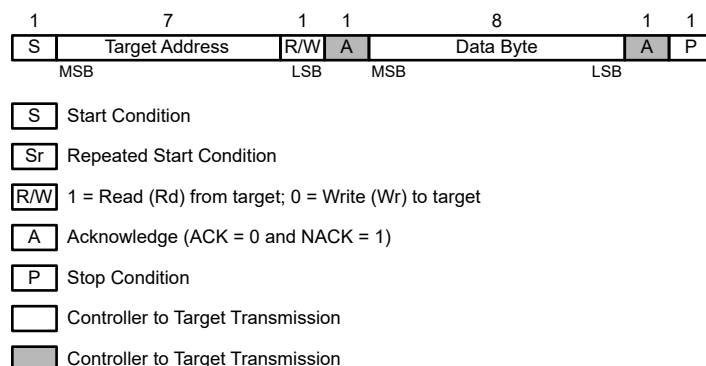 1 7 1 1 8 1 1
S Target Address R/W A Data Byte A P
MSB LSB MSB LSB
S Start Condition
Sr Repeated Start Condition
R/W 1 = Read (Rd) from target; 0 = Write (Wr) to target
A Acknowledge (ACK = 0 and NACK = 1)
P Stop Condition
Controller to Target Transmission
Controller to Target Transmission